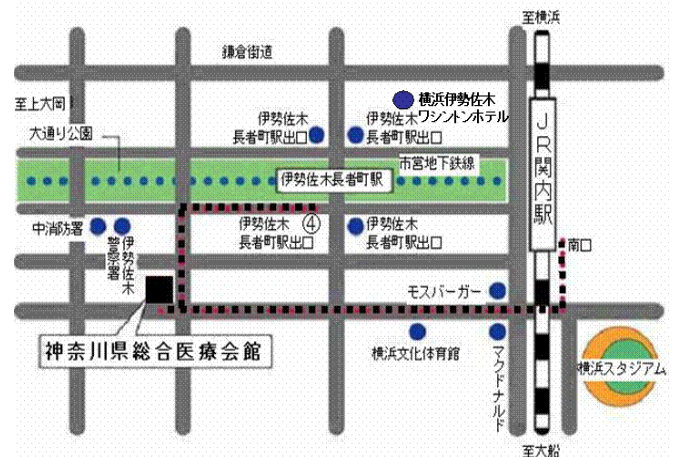 至横浜
鎌倉街道
至上大岡
横浜伊勢佐木
ワシントンホテル
伊勢佐木
長者町駅出口
伊勢佐木
長者町駅出口
大通り公園
市営地下鉄線
JR関内駅
伊勢佐木長者町駅
中消防署
伊勢佐木
警察署
伊勢佐木
長者町駅出口
④
伊勢佐木
長者町駅出口
南口
モスバーガー
神奈川県総合医療会館
横浜文化体育館
マクドナルド
横浜スタジアム
至大船